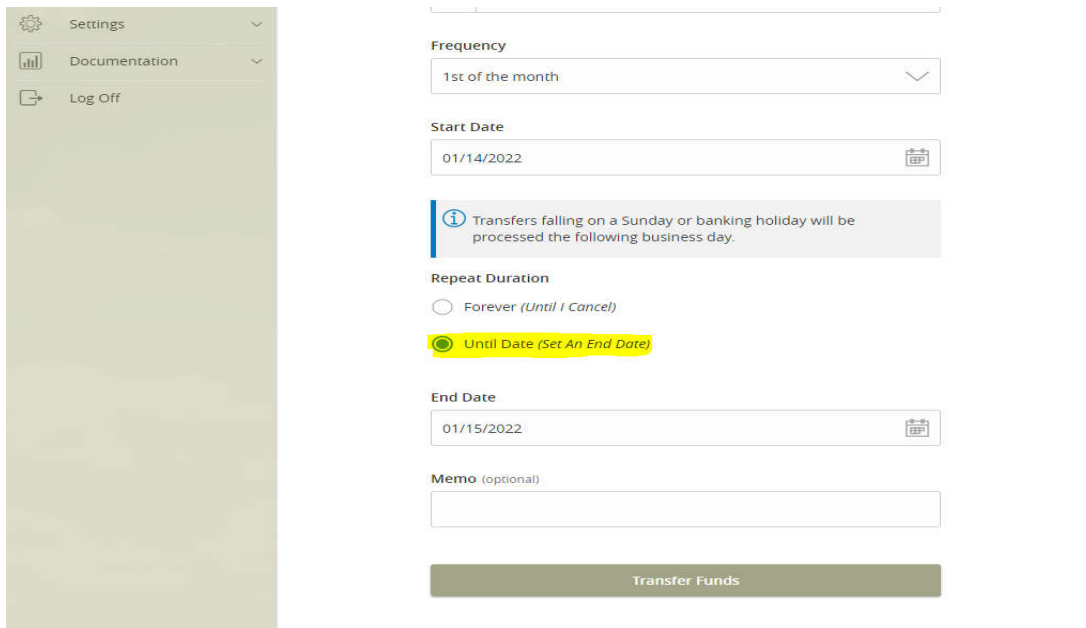 Settings
Documentation
Log Off
Frequency
1st of the month
Start Date
01/14/2022
Transfers falling on a Sunday or banking holiday will be
processed the following business day.
Repeat Duration
Forever (Until I Cancel)
Until Date (Set An End Date)
End Date
01/15/2022
Memo (optional)
Transfer Funds